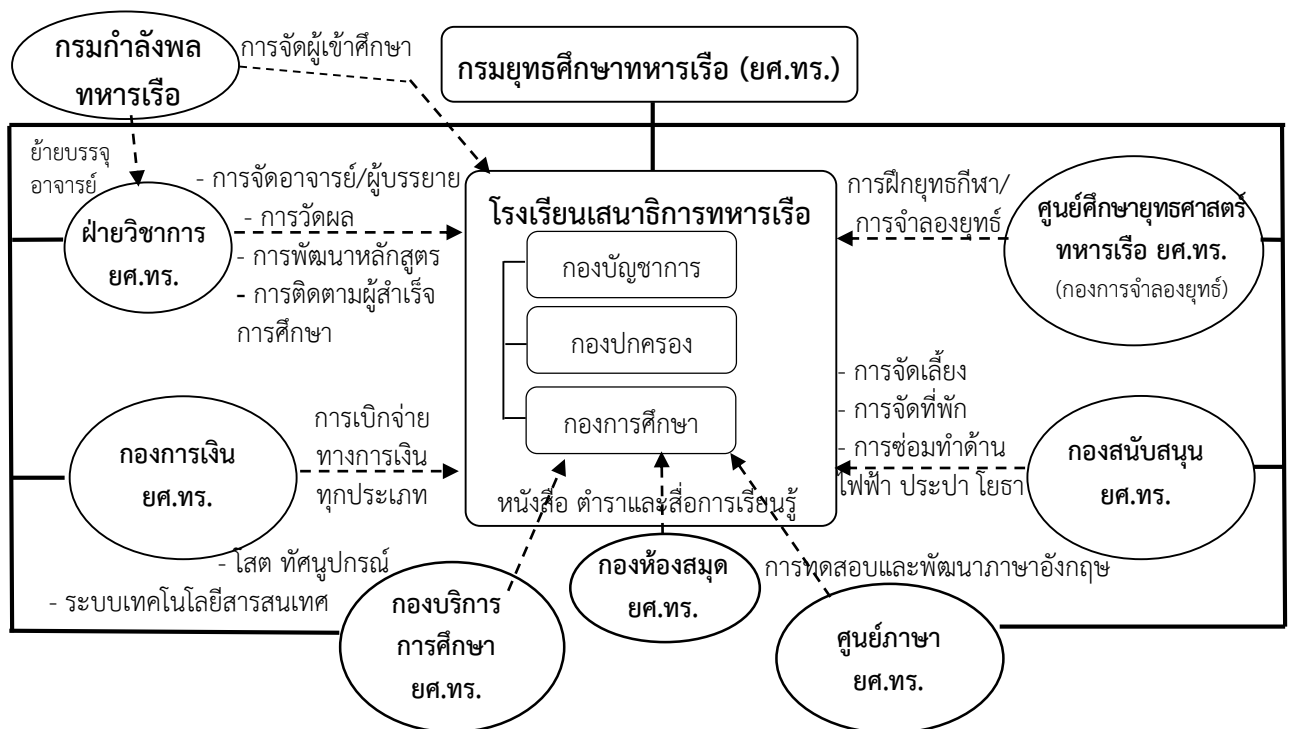 กรมกำลังพล
ทหารเรือ
การจัดผู้เข้าศึกษา
กรมยุทธศึกษาทหารเรือ (ยศ.ทร.)
ย้ายบรรจุ
อาจารย์
ฝ่ายวิชาการ
ยศ.ทร.
- การจัดอาจารย์/ผู้บรรยาย
- การวัดผล
- การพัฒนาหลักสูตร
- การติดตามผู้สำเร็จ
การศึกษา
โรงเรียนเสนาธิการทหารเรือ
กองบัญชาการ
กองปกครอง
กองการศึกษา
การฝึกยุทธกีฬา/
การจำลองยุทธ์
ศูนย์ศึกษายุทธศาสตร์
ทหารเรือ ยศ.ทร.
(กองการจำลองยุทธ์)
กองการเงิน
ยศ.ทร.
การเบิกจ่าย
ทางการเงิน
ทุกประเภท
- การจัดเลี้ยง
- การจัดที่พัก
- การซ่อมทำด้าน
ไฟฟ้า ประปา โยธา
กองสนับสนุน
ยศ.ทร.
หนังสือ ตำราและสื่อการเรียนรู้
- โสต ทัศนูปกรณ์
- ระบบเทคโนโลยีสารสนเทศ
กองบริการ
การศึกษา
ยศ.ทร.
กองห้องสมุด
ยศ.ทร.
การทดสอบและพัฒนาภาษาอังกฤษ
ศูนย์ภาษา
ยศ.ทร.